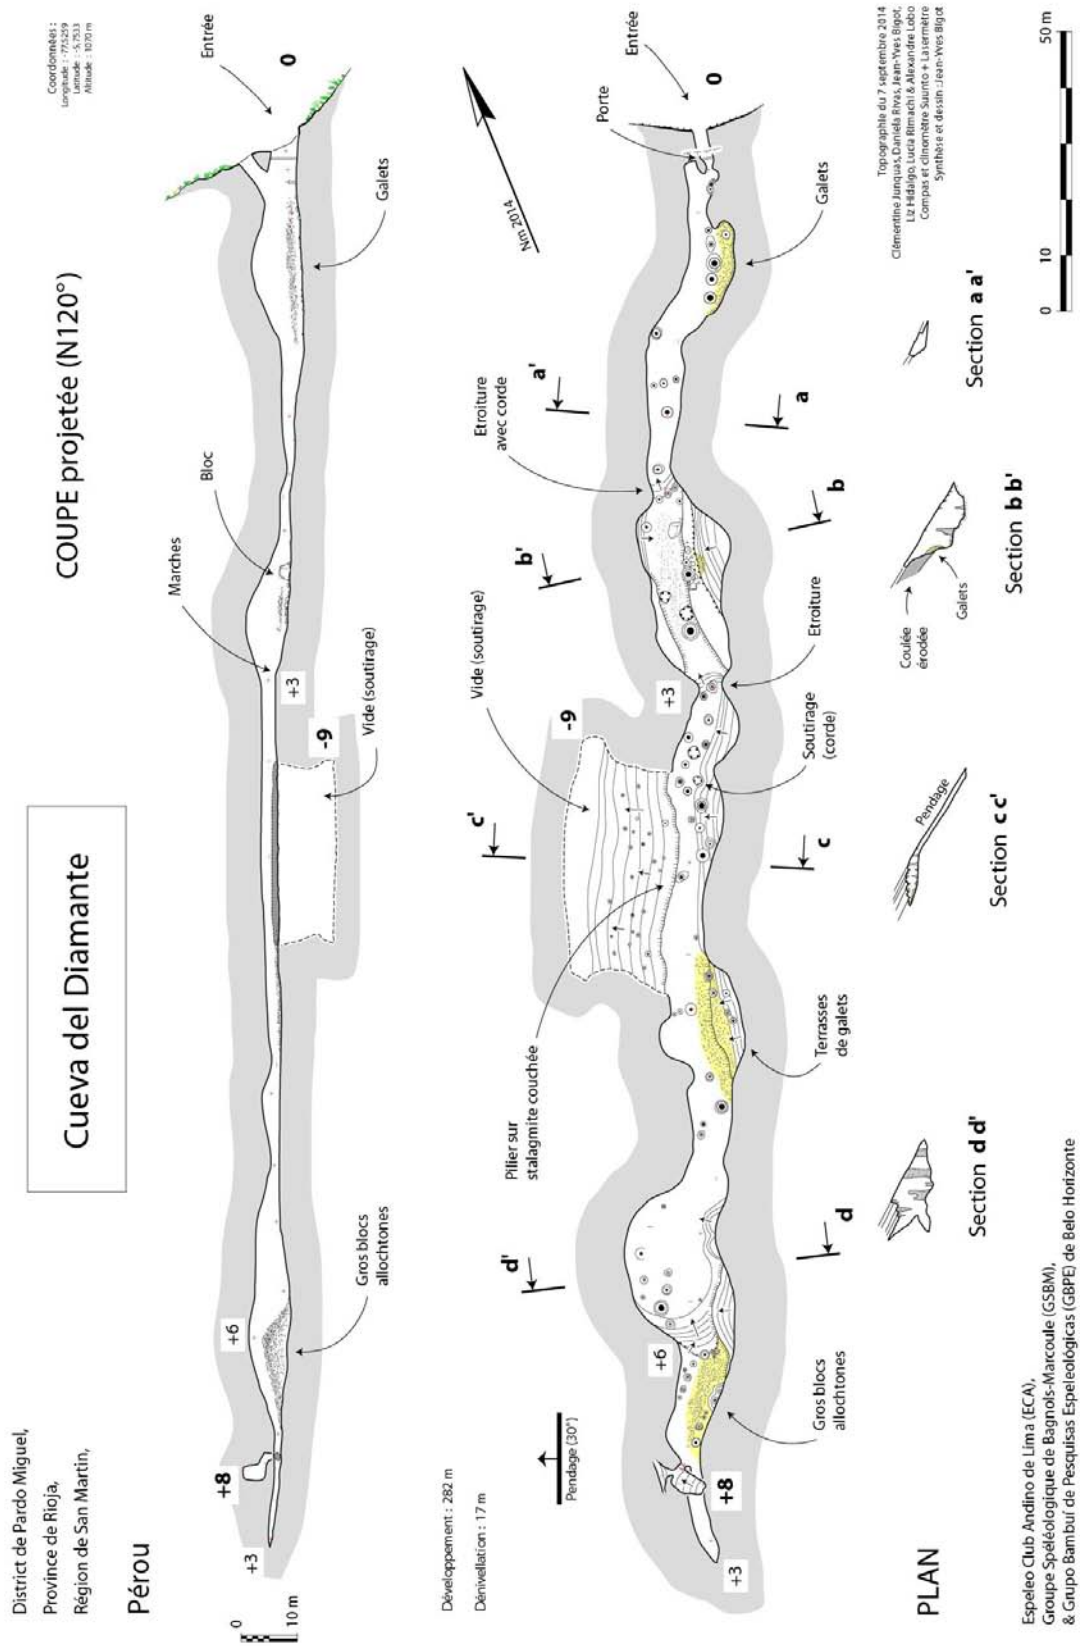 District de Pardo Miguel,
Province de Rioja,
Région de San Martin,
Pérou
Cueva del Diamante
Coordonnées :
Longitude : -77,5259
Latitude : -5,7533
Altitude : 1070 m
COUPE projetée (N120°)
0
10 m
+3
+8
+6
Gros blocs
allochtones
-9
Vide (soutirage)
+3
Marches
Bloc
Galets
Entrée
0
Développement : 282 m
Dénivellation : 17 m
Pendage (30°)
Nm 2014
+3
+8
+6
Gros blocs
allochtones
d'
d
Pilier sur
stalagmite couchée
Terrasses
de galets
c'
c
Vide (soutirage)
-9
Soutirage
(corde)
+3
Etroiture
b'
b
Etroiture
avec corde
a'
a
Galets
Porte
Entrée
0
PLAN
Section d d'
Pendage
Section c c'
Coulée
érodée
Galets
Section b b'
Section a a'
Topographie du 7 septembre 2014
Clémentine Junquas, Daniela Rivas, Jean-Yves Bigot,
Liz Hidalgo, Lucia Rimachi & Alexandre Lobo
Compas et clinomètre Suunto + Lasermètre
Synthèse et dessin : Jean-Yves Bigot
0
10
50 m
Espeleo Club Andino de Lima (ECA),
Groupe Spéléologique de Bagnols-Marcoule (GSBM),
& Grupo Bambuí de Pesquisas Espeleológicas (GBPE) de Belo Horizonte